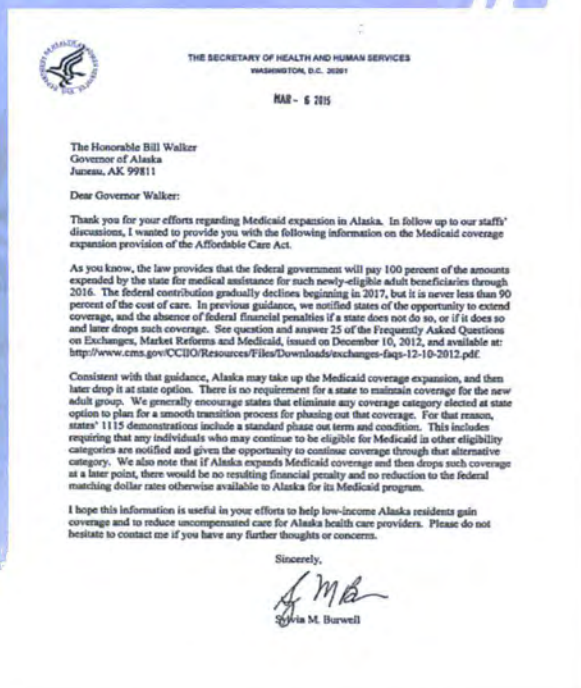 THE SECRETARY OF HEALTH AND HUMAN SERVICES
WASHINGTON, D.C. 20201
MAR - 6 2015
The Honorable Bill Walker
Governor of Alaska
Juneau, AK 99811
Dear Governor Walker:
Thank you for your efforts regarding Medicaid expansion in Alaska. In follow up to our staffs'
discussions, I wanted to provide you with the following information on the Medicaid coverage
expansion provision of the Affordable Care Act.
As you know, the law provides that the federal government will pay 100 percent of the amounts
expended by the state for medical assistance for such newly-eligible adult beneficiaries through
2016. The federal contribution gradually declines beginning in 2017, but it is never less than 90
percent of the cost of care. In previous guidance, we notified states of the opportunity to extend
coverage, and the absence of federal financial penalties if a state does not do so, or if it does so
and later drops such coverage. See question and answer 25 of the Frequently Asked Questions
on Exchanges, Market Reforms and Medicaid, issued on December 10, 2012, and available at:
http://www.cms.gov/CCIIO/Resources/Files/Downloads/exchanges-faqs-12-10-2012.pdf.
Consistent with that guidance, Alaska may take up the Medicaid coverage expansion, and then
later drop it at state option. There is no requirement for a state to maintain coverage for the new
adult group. We generally encourage states that eliminate any coverage category elected at state
option to plan for a smooth transition process for phasing out that coverage. For that reason,
states' 1115 demonstrations include a standard phase out term and condition. This includes
requiring that any individuals who may continue to be eligible for Medicaid in other eligibility
categories are notified and given the opportunity to continue coverage through that alternative
category. We also note that if Alaska expands Medicaid coverage and then drops such coverage
at a later point, there would be no resulting financial penalty and no reduction to the federal
matching dollar rates otherwise available to Alaska for its Medicaid program.
I hope this information is useful in your efforts to help low-income Alaska residents gain
coverage and to reduce uncompensated care for Alaska health care providers. Please do not
hesitate to contact me if you have any further thoughts or concerns.
Sincerely,
Sylvia M. Burwell